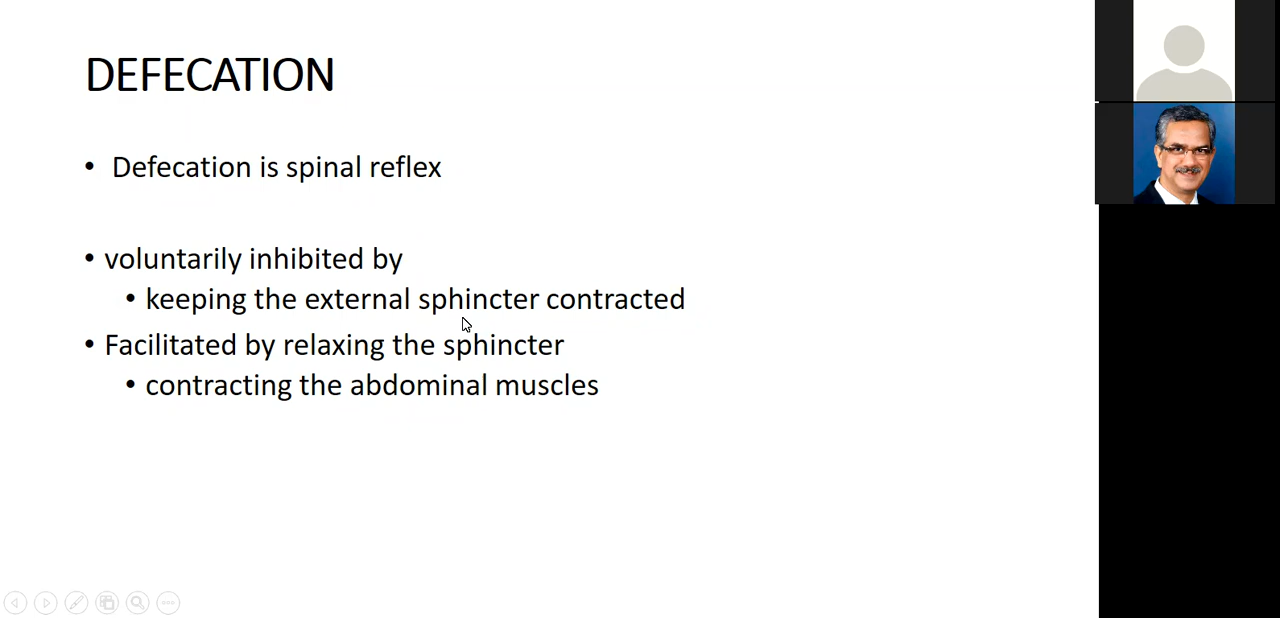 DEFECATION
• Defecation is spinal reflex
• voluntarily inhibited by
• keeping the external sphincter contracted
• Facilitated by relaxing the sphincter
• contracting the abdominal muscles